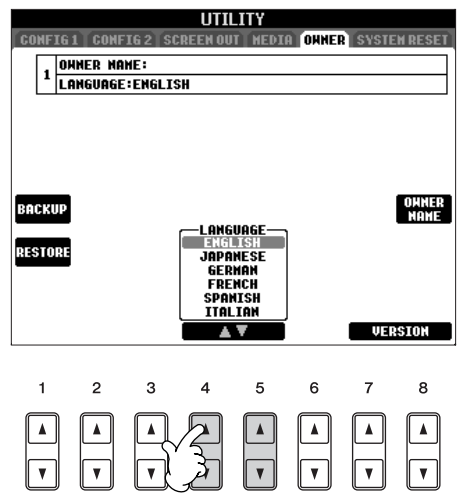 UTILITY
CONFIG 1 CONFIG 2 SCREEN OUT MEDIA OWNER SYSTEM RESET
1
OWNER NAME:
LANGUAGE:ENGLISH
BACKUP
OWNER
NAME
RESTORE
LANGUAGE
ENGLISH
JAPANESE
GERMAN
FRENCH
SPANISH
ITALIAN
▲ ▼
VERSION
1 2 3 4 5 6 7 8